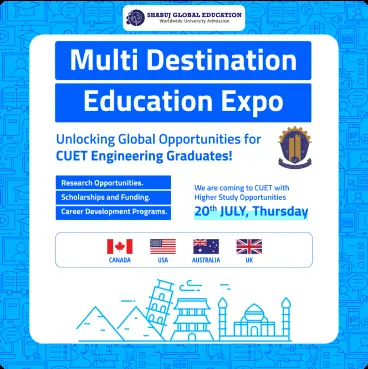 SHABUJ GLOBAL EDUCATION
Worldwide University Admission
Multi Destination
Education Expo
Unlocking Global Opportunities for
CUET Engineering Graduates!
Research Opportunities.
Scholarships and Funding.
Career Development Programs.
We are coming to CUET with
Higher Study Opportunities
20th JULY, Thursday
CANADA
USA
AUSTRALIA
UK